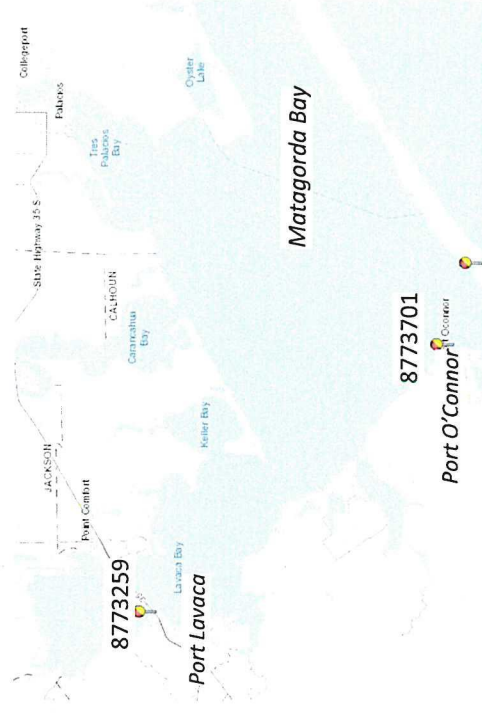 Collegeport
Palacios
Oyster
Lake
Tres
Palacios
Bay
State Highway 35 S
Matagorda Bay
CALHOUN
Carancahua
Bay
JACKSON
Keller Bay
Point Comfort
8773701
Oconnor
Port O'Connor
8773259
Lavaca Bay
Port Lavaca